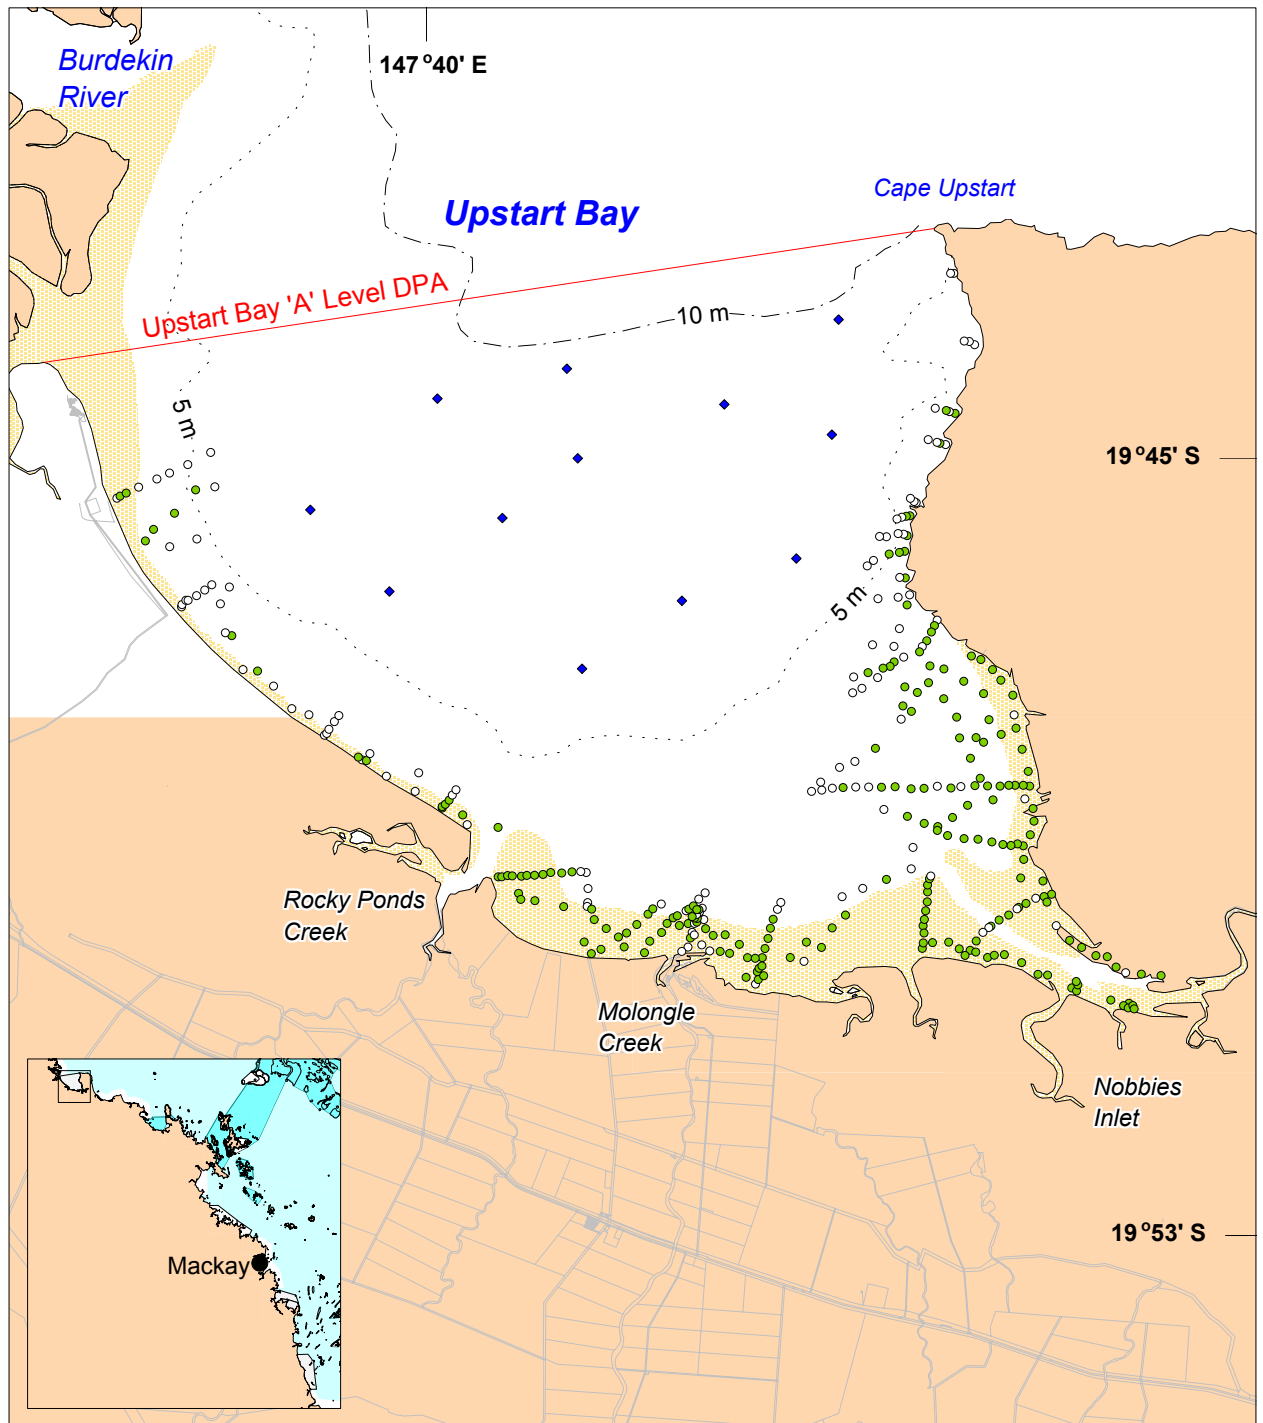 Burdekin
River
147°40' E
Cape Upstart
Upstart Bay
Upstart Bay 'A' Level DPA
10 m
5 m
19°45' S
5 m
Rocky Ponds
Creek
Molongle
Creek
Nobbies
Inlet
19°53' S
Mackay